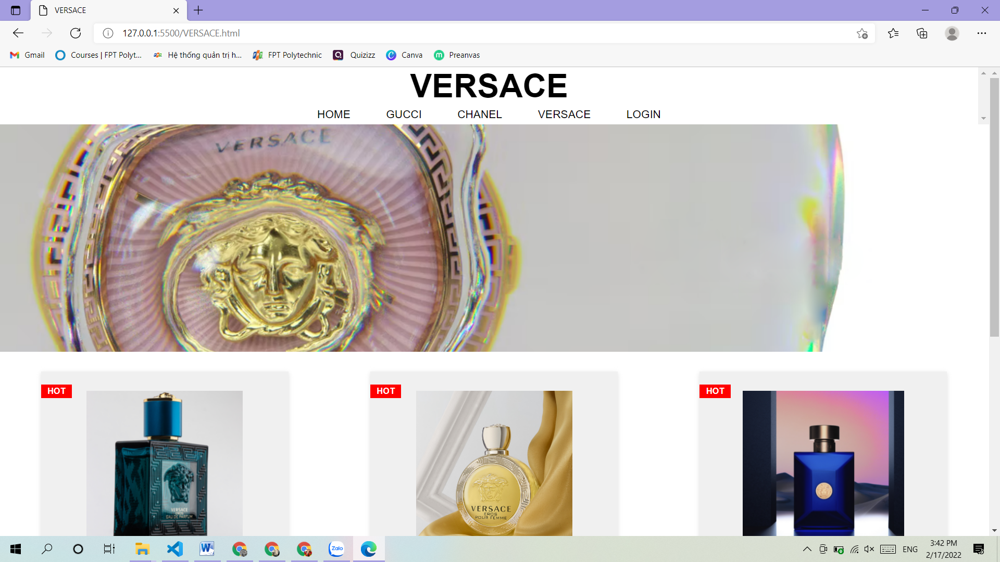 VERSACE
127.0.0.1:5500/VERSACE.html
Gmail
Courses | FPT Polyt...
Hệ thống quản trị h...
FPT Polytechnic
Quizizz
Canva
Preanvas
VERSACE
HOME GUCCI CHANEL VERSACE LOGIN
VERSACE
HOT
HOT
HOT
VERSACE
EROS
EAU DE PARFUM
VERSACE
EROS
POUR FEMME
Zalo
ENG
3:42 PM
2/17/2022